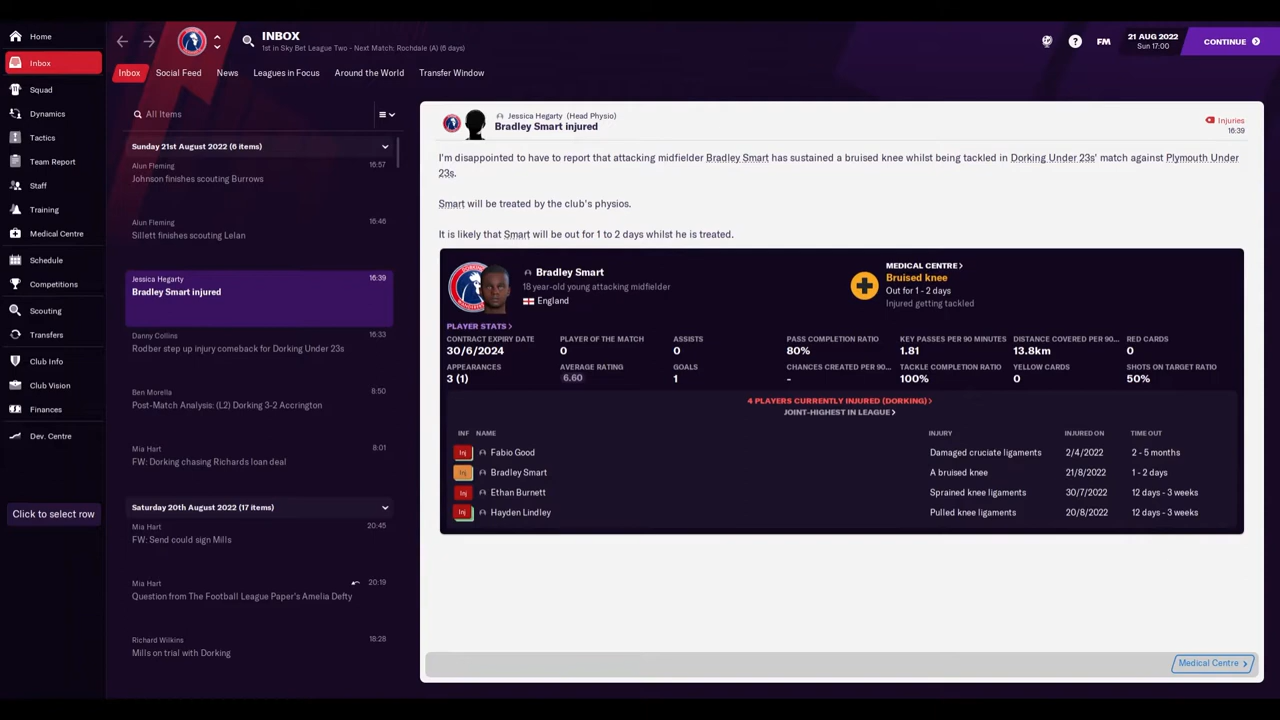 Home
Inbox
Squad
Dynamics
Tactics
Team Report
Staff
Training
Medical Centre
Schedule
Competitions
Scouting
Transfers
Club Info
Club Vision
Finances
Dev. Centre
Click to select row
INBOX
1st in Sky Bet League Two - Next Match: Rochdale (A) (6 days)
FM
21 AUG 2022
Sun 17:00
CONTINUE
Inbox Social Feed News Leagues in Focus Around the World Transfer Window
All Items
Sunday 21st August 2022 (6 items)
Alun Fleming 16:57
Johnson finishes scouting Burrows
Alun Fleming 16:46
Sillett finishes scouting Lelan
Jessica Hegarty 16:39
Bradley Smart injured
Danny Collins 16:33
Rodber step up injury comeback for Dorking Under 23s
Ben Morella 8:50
Post-Match Analysis: (L2) Dorking 3-2 Accrington
Mia Hart 8:01
FW: Dorking chasing Richards loan deal
Saturday 20th August 2022 (17 items)
Mia Hart 20:45
FW: Send could sign Mills
Mia Hart 20:19
Question from The Football League Paper's Amelia Defty
Richard Wilkins 18:28
Mills on trial with Dorking
Jessica Hegarty (Head Physio)
Bradley Smart injured
Injuries
16:39
I'm disappointed to have to report that attacking midfielder Bradley Smart has sustained a bruised knee whilst being tackled in Dorking Under 23s' match against Plymouth Under
23s.
Smart will be treated by the club's physios.
It is likely that Smart will be out for 1 to 2 days whilst he is treated.
Bradley Smart
18 year-old young attacking midfielder
England
MEDICAL CENTRE >
Bruised knee
Out for 1 - 2 days
Injured getting tackled
PLAYER STATS >
CONTRACT EXPIRY DATE PLAYER OF THE MATCH ASSISTS PASS COMPLETION RATIO KEY PASSES PER 90 MINUTES DISTANCE COVERED PER 90... RED CARDS
30/6/2024 0 0 80% 1.81 13.8km 0
APPEARANCES AVERAGE RATING GOALS CHANCES CREATED PER 90... TACKLE COMPLETION RATIO YELLOW CARDS SHOTS ON TARGET RATIO
3 (1) 6.60 1 - 100% 0 50%
4 PLAYERS CURRENTLY INJURED (DORKING) >
JOINT-HIGHEST IN LEAGUE >
INF NAME INJURY INJURED ON TIME OUT
Inj Fabio Good Damaged cruciate ligaments 2/4/2022 2 - 5 months
Inj Bradley Smart A bruised knee 21/8/2022 1 - 2 days
Inj Ethan Burnett Sprained knee ligaments 30/7/2022 12 days - 3 weeks
Inj Hayden Lindley Pulled knee ligaments 20/8/2022 12 days - 3 weeks
Medical Centre >